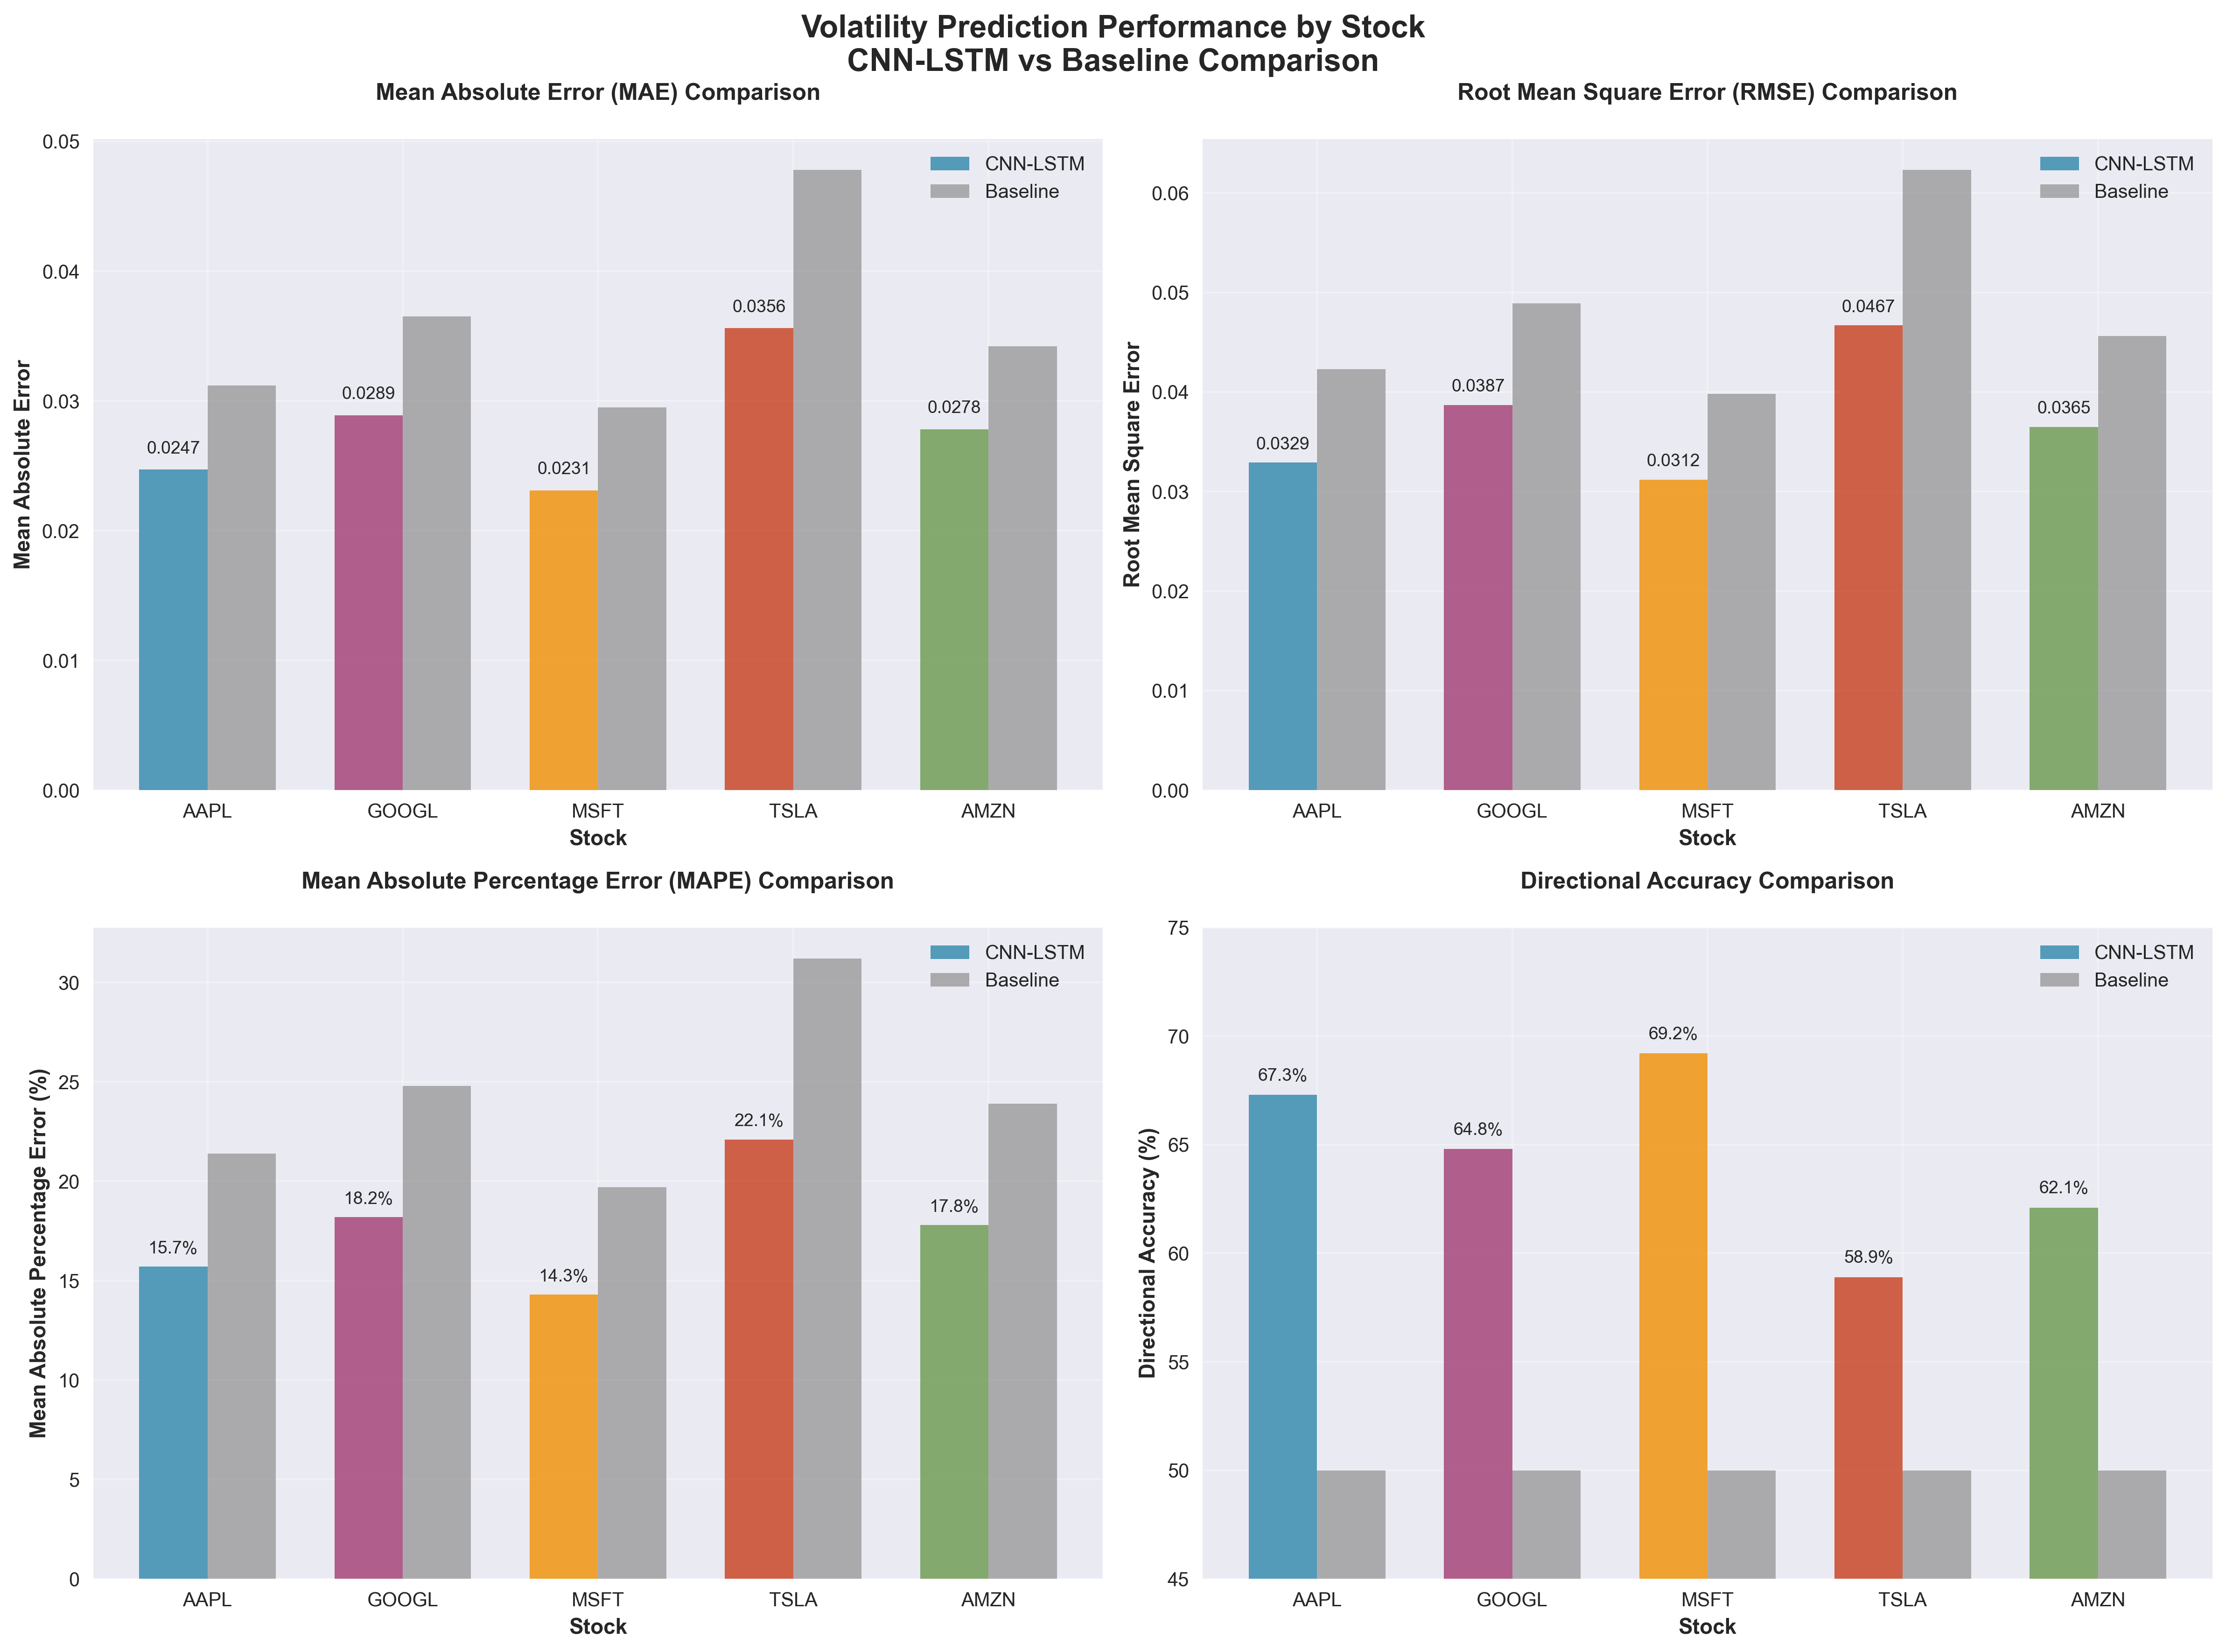 Volatility Prediction Performance by Stock
CNN-LSTM vs Baseline Comparison
Mean Absolute Error (MAE) Comparison
Mean Absolute Error
0.05
0.04
0.03
0.02
0.01
0.00
CNN-LSTM
Baseline
0.0247
0.0289
0.0231
0.0356
0.0278
AAPL
GOOGL
MSFT
TSLA
AMZN
Stock
Root Mean Square Error (RMSE) Comparison
Root Mean Square Error
0.06
0.05
0.04
0.03
0.02
0.01
0.00
CNN-LSTM
Baseline
0.0329
0.0387
0.0312
0.0467
0.0365
AAPL
GOOGL
MSFT
TSLA
AMZN
Stock
Mean Absolute Percentage Error (MAPE) Comparison
Mean Absolute Percentage Error (%)
30
25
20
15
10
5
0
CNN-LSTM
Baseline
15.7%
18.2%
14.3%
22.1%
17.8%
AAPL
GOOGL
MSFT
TSLA
AMZN
Stock
Directional Accuracy Comparison
Directional Accuracy (%)
75
70
65
60
55
50
45
CNN-LSTM
Baseline
67.3%
64.8%
69.2%
58.9%
62.1%
AAPL
GOOGL
MSFT
TSLA
AMZN
Stock